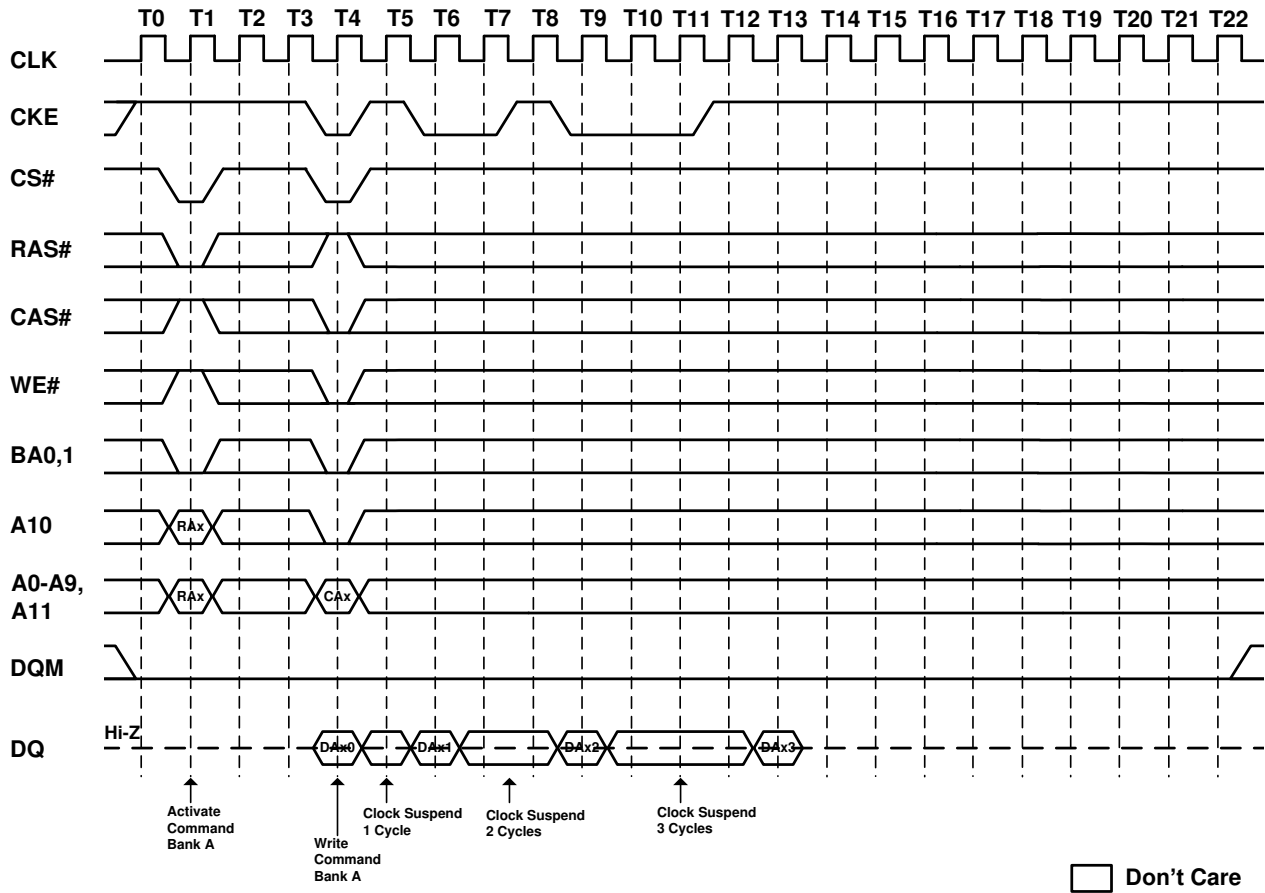 T0 T1 T2 T3 T4 T5 T6 T7 T8 T9 T10 T11 T12 T13 T14 T15 T16 T17 T18 T19 T20 T21 T22
CLK
CKE
CS#
RAS#
CAS#
WE#
BA0,1
A10
RAx
A0-A9,
A11
RAx
CAx
DQM
DQ
Hi-Z
DAx0
DAx1
DAx2
DAx3
Activate
Command
Bank A
Write
Command
Bank A
Clock Suspend
1 Cycle
Clock Suspend
2 Cycles
Clock Suspend
3 Cycles
Don't Care